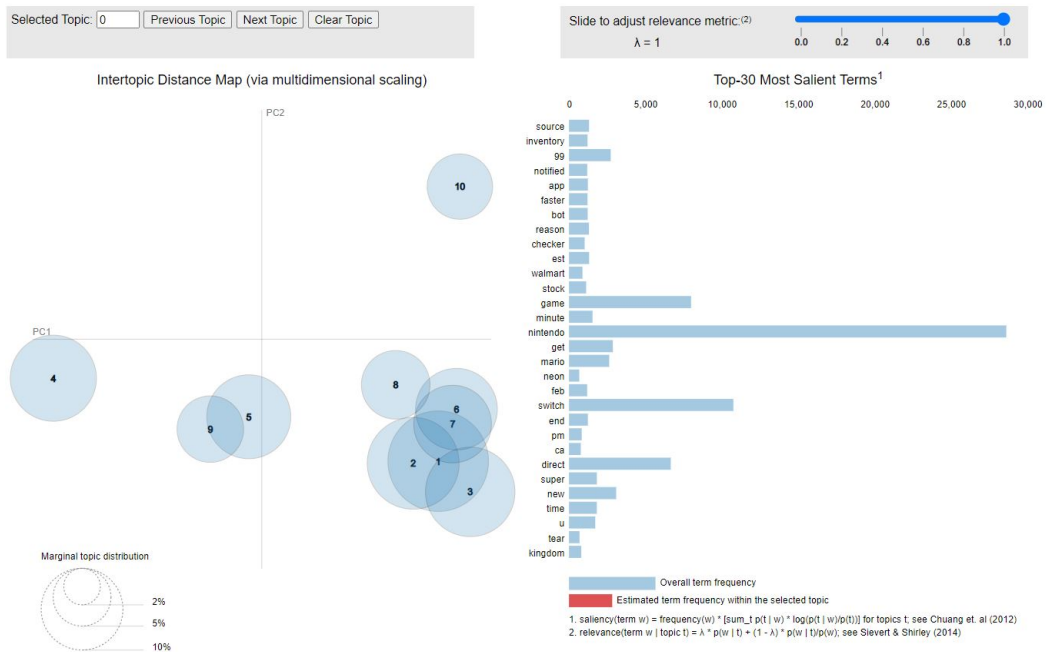 Selected Topic: 0 Previous Topic Next Topic Clear Topic
Slide to adjust relevance metric:(2)
λ = 1
0.0 0.2 0.4 0.6 0.8 1.0
Intertopic Distance Map (via multidimensional scaling)
PC2
PC1
10
4
8
6
5
7
9
2
1
3
Marginal topic distribution
2%
5%
10%
Top-30 Most Salient Terms1
0 5,000 10,000 15,000 20,000 25,000 30,000
source
inventory
99
notified
app
faster
bot
reason
checker
est
walmart
stock
game
minute
nintendo
get
mario
neon
feb
switch
end
pm
ca
direct
super
new
time
u
tear
kingdom
Overall term frequency
Estimated term frequency within the selected topic
1. saliency(term w) = frequency(w) * [sum_t p(t | w) * log(p(t | w)/p(t))] for topics t; see Chuang et. al (2012)
2. relevance(term w | topic t) = λ * p(w | t) + (1 - λ) * p(w | t)/p(w); see Sievert & Shirley (2014)